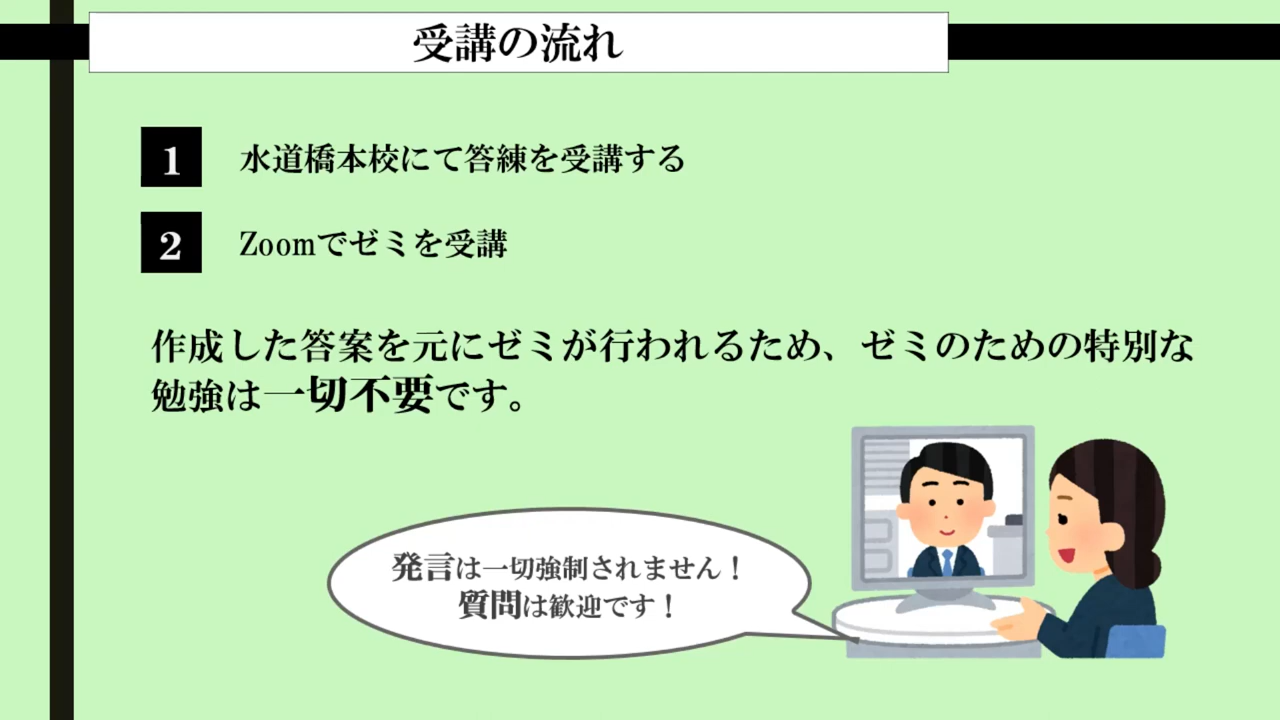 受講の流れ
1 水道橋本校にて答練を受講する
2 Zoomでゼミを受講
作成した答案を元にゼミが行われるため、ゼミのための特別な
勉強は一切不要です。
発言は一切強制されません！
質問は歓迎です！